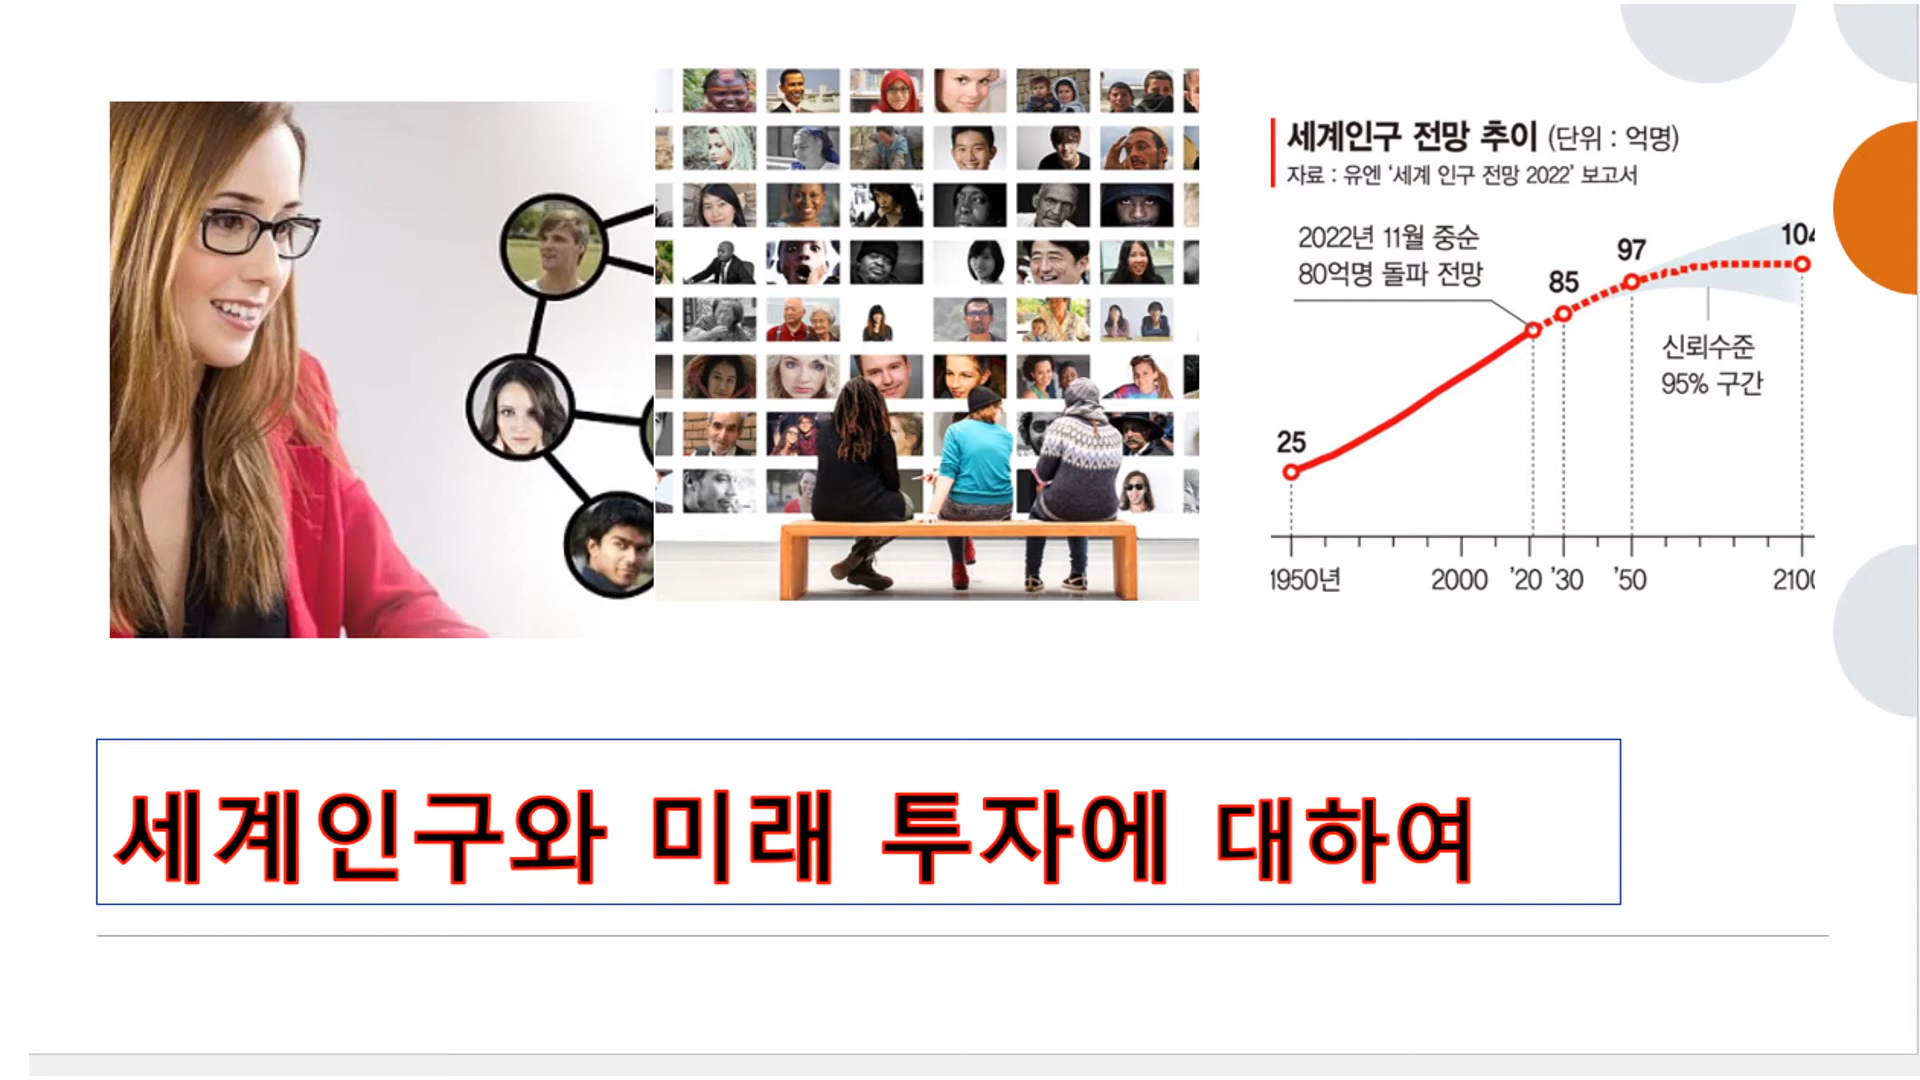 세계인구 전망 추이 (단위 : 억명)
자료 : 유엔 ‘세계 인구 전망 2022’ 보고서
2022년 11월 중순
80억명 돌파 전망
25
85
97
104
신뢰수준
95% 구간
1950년 2000 ’20 ’30 ’50 2100
세계인구와 미래 투자에 대하여